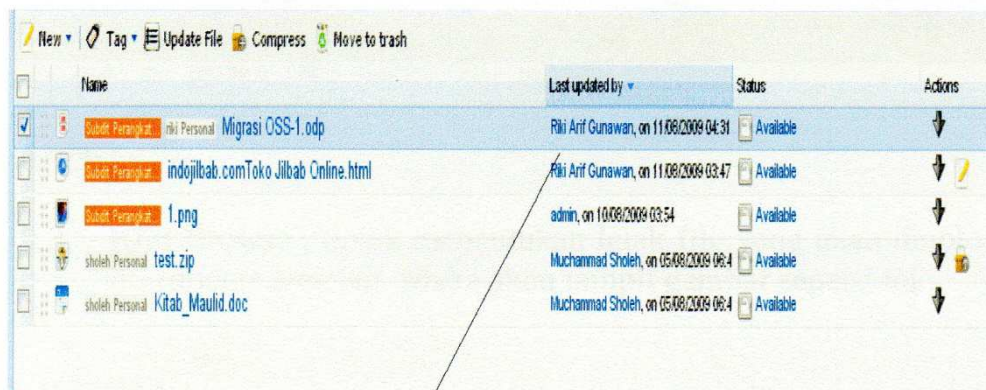 New Tag Update File Compress Move to trash
Name Last updated by Status Actions
Subdit Perangkat... riki Personal Migrasi OSS-1.odp Riki Arif Gunawan, on 11/08/2009 04:31 Available
Subdit Perangkat... indojilbab.comToko Jilbab Online.html Riki Arif Gunawan, on 11/08/2009 03:47 Available
Subdit Perangkat... 1.png admin, on 10/08/2009 03:54 Available
sholeh Personal test.zip Muchammad Sholeh, on 05/08/2009 06:4 Available
sholeh Personal Kitab_Maulid.doc Muchammad Sholeh, on 05/08/2009 06:4 Available